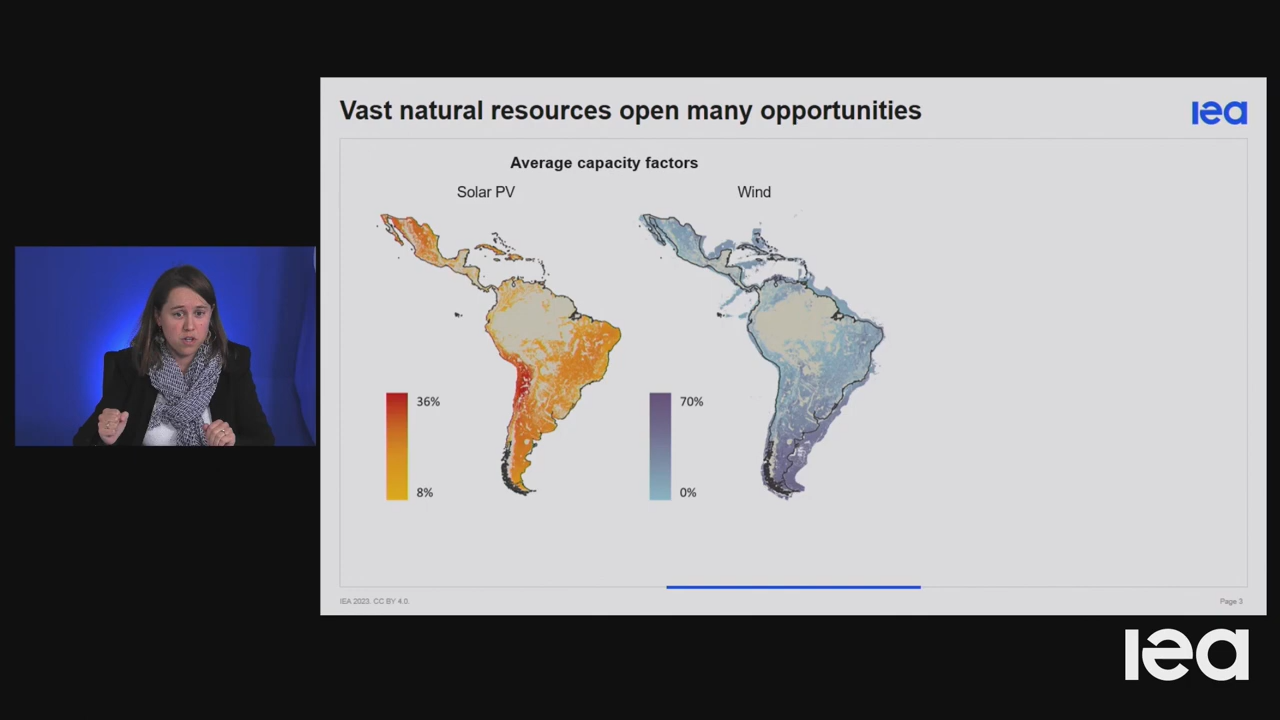 Vast natural resources open many opportunities
iea
Average capacity factors
Solar PV
Wind
36%
8%
70%
0%
IEA 2023. CC BY 4.0.
Page 3
iea